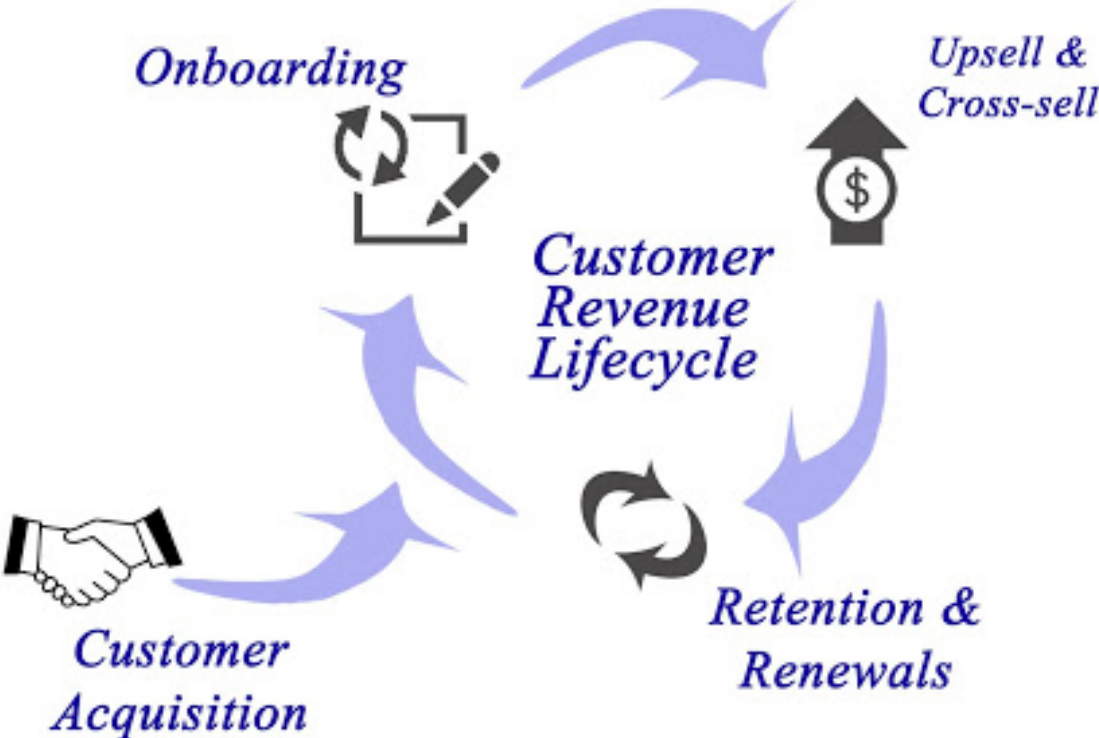 Onboarding
Upsell &
Cross-sell
$
Customer
Revenue
Lifecycle
Customer
Acquisition
Retention &
Renewals